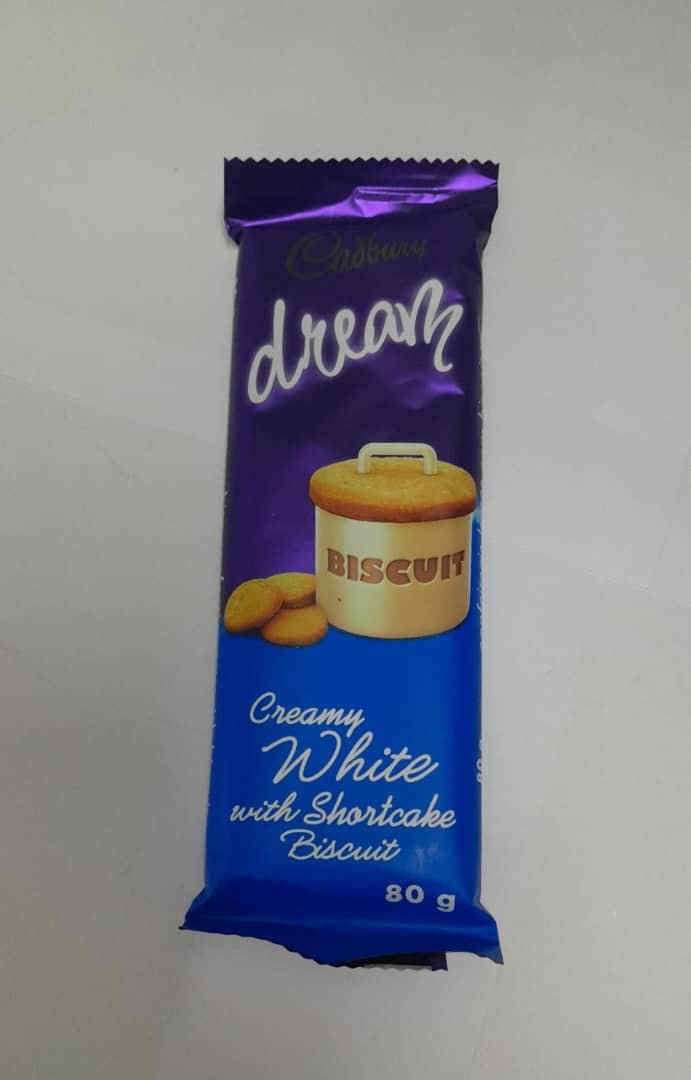 Cadbury
dream
BISCUIT
Creamy
White
with Shortcake
Biscuit
80 g